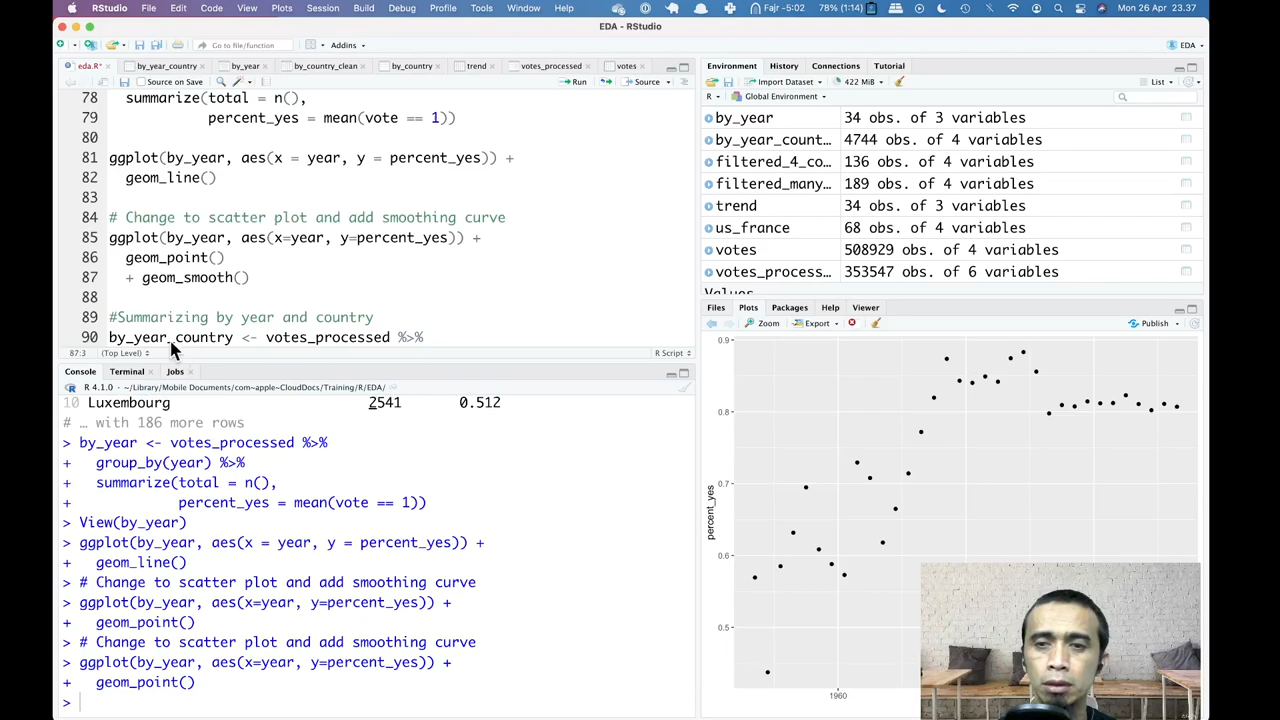 RStudio File Edit Code View Plots Session Build Debug Profile Tools Window Help Fajr -5:02 78% (1:14) Mon 26 Apr 23.37
EDA - RStudio
Go to file/function Addins EDA
eda.R* by_year_country by_year by_country_clean by_country trend votes_processed votes
Source on Save Run Source
78 summarize(total = n(),
79 percent_yes = mean(vote == 1))
80
81 ggplot(by_year, aes(x = year, y = percent_yes)) +
82 geom_line()
83
84 # Change to scatter plot and add smoothing curve
85 ggplot(by_year, aes(x=year, y=percent_yes)) +
86 geom_point()
87 + geom_smooth()
88
89 #Summarizing by year and country
90 by_year_country <- votes_processed %>%
87:3 (Top Level) R Script
Console Terminal Jobs
R 4.1.0 · ~/Library/Mobile Documents/com~apple~CloudDocs/Training/R/EDA/
10 Luxembourg 2541 0.512
# … with 186 more rows
> by_year <- votes_processed %>%
+ group_by(year) %>%
+ summarize(total = n(),
+ percent_yes = mean(vote == 1))
> View(by_year)
> ggplot(by_year, aes(x = year, y = percent_yes)) +
+ geom_line()
> # Change to scatter plot and add smoothing curve
> ggplot(by_year, aes(x=year, y=percent_yes)) +
+ geom_point()
> # Change to scatter plot and add smoothing curve
> ggplot(by_year, aes(x=year, y=percent_yes)) +
+ geom_point()
>
Environment History Connections Tutorial
Import Dataset 422 MiB List
R Global Environment
by_year 34 obs. of 3 variables
by_year_count… 4744 obs. of 4 variables
filtered_4_co… 136 obs. of 4 variables
filtered_many… 189 obs. of 4 variables
trend 34 obs. of 3 variables
us_france 68 obs. of 4 variables
votes 508929 obs. of 4 variables
votes_process… 353547 obs. of 6 variables
Values
Files Plots Packages Help Viewer
Zoom Export Publish
0.9
0.8
0.7
0.6
0.5
percent_yes
1960